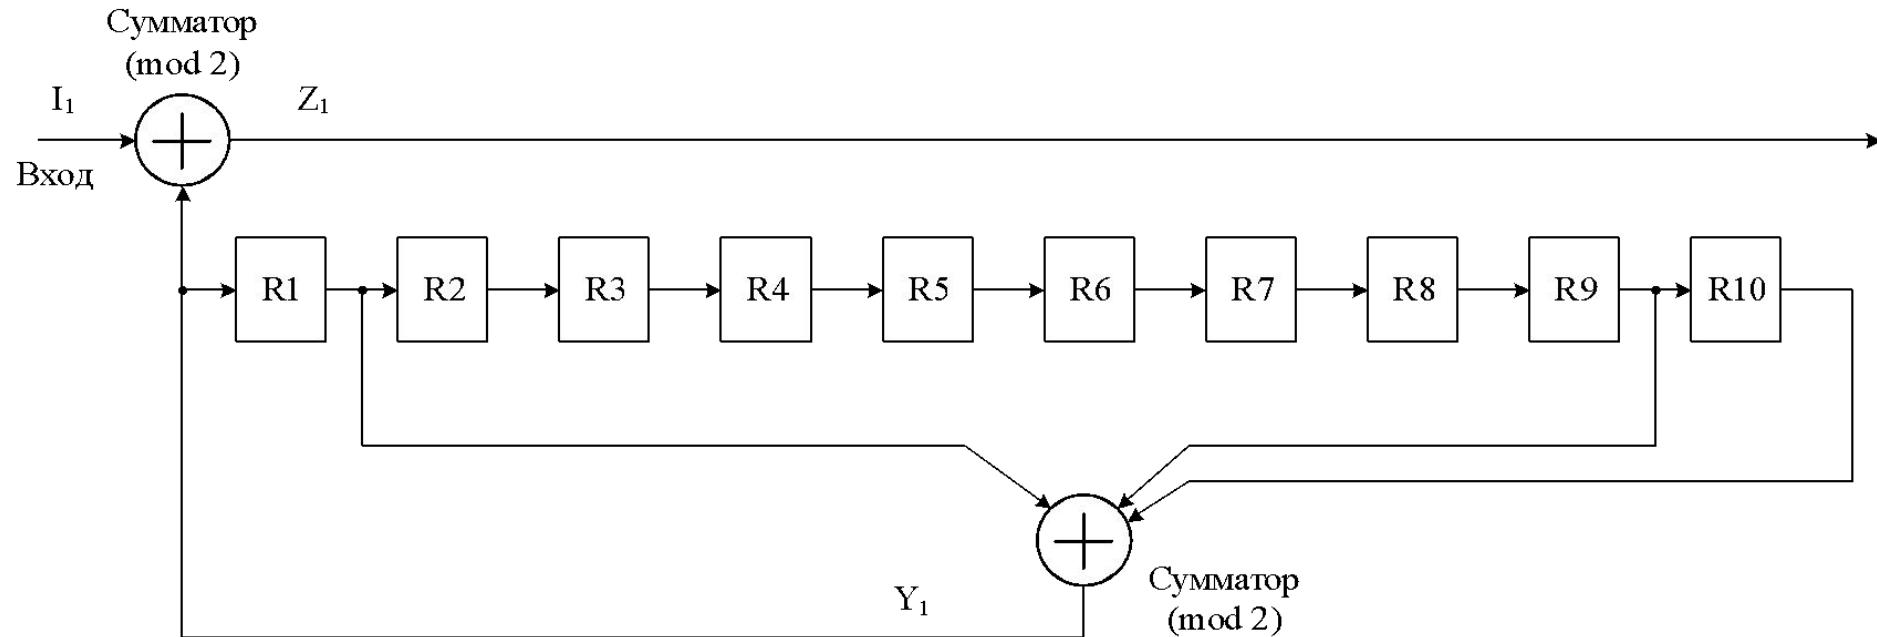 Сумматор
(mod 2)
I₁
Z₁
Вход
R1
R2
R3
R4
R5
R6
R7
R8
R9
R10
Сумматор
(mod 2)
Y₁